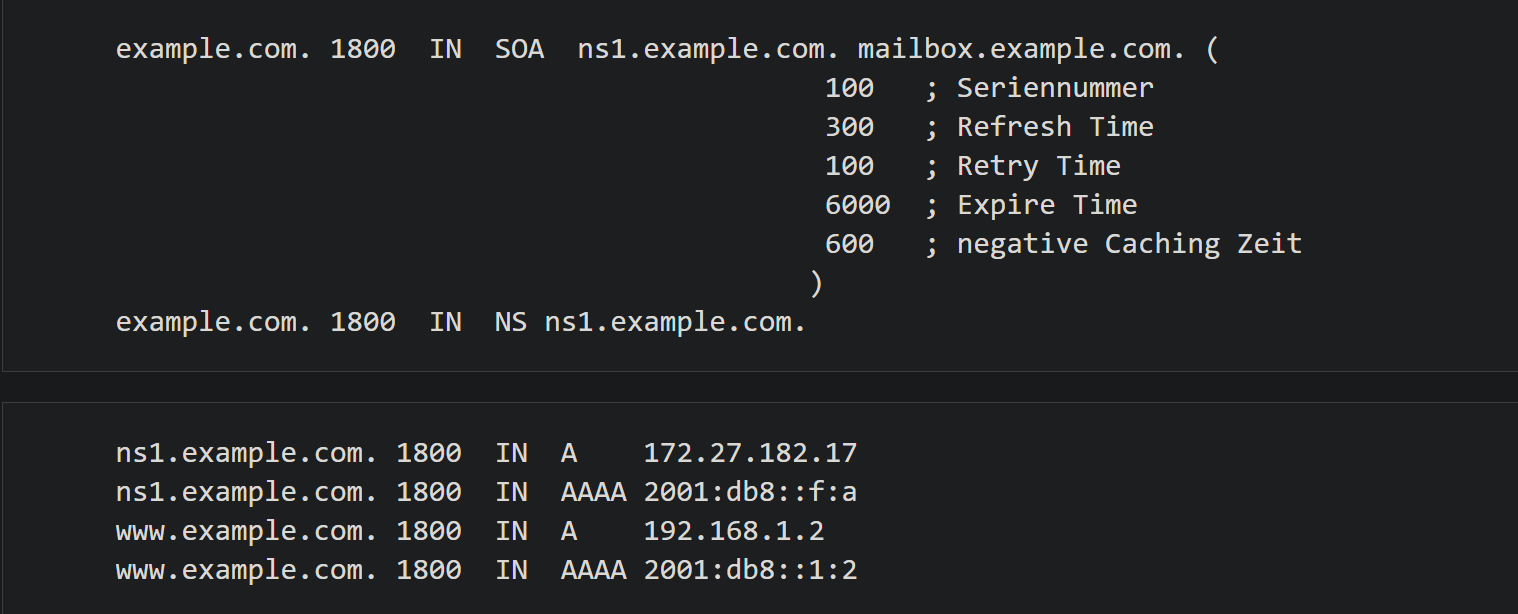 example.com. 1800  IN  SOA  ns1.example.com. mailbox.example.com. (
100   ; Seriennummer
300   ; Refresh Time
100   ; Retry Time
6000  ; Expire Time
600   ; negative Caching Zeit
)
example.com. 1800  IN  NS ns1.example.com.
ns1.example.com. 1800  IN  A    172.27.182.17
ns1.example.com. 1800  IN  AAAA 2001:db8::f:a
www.example.com. 1800  IN  A    192.168.1.2
www.example.com. 1800  IN  AAAA 2001:db8::1:2